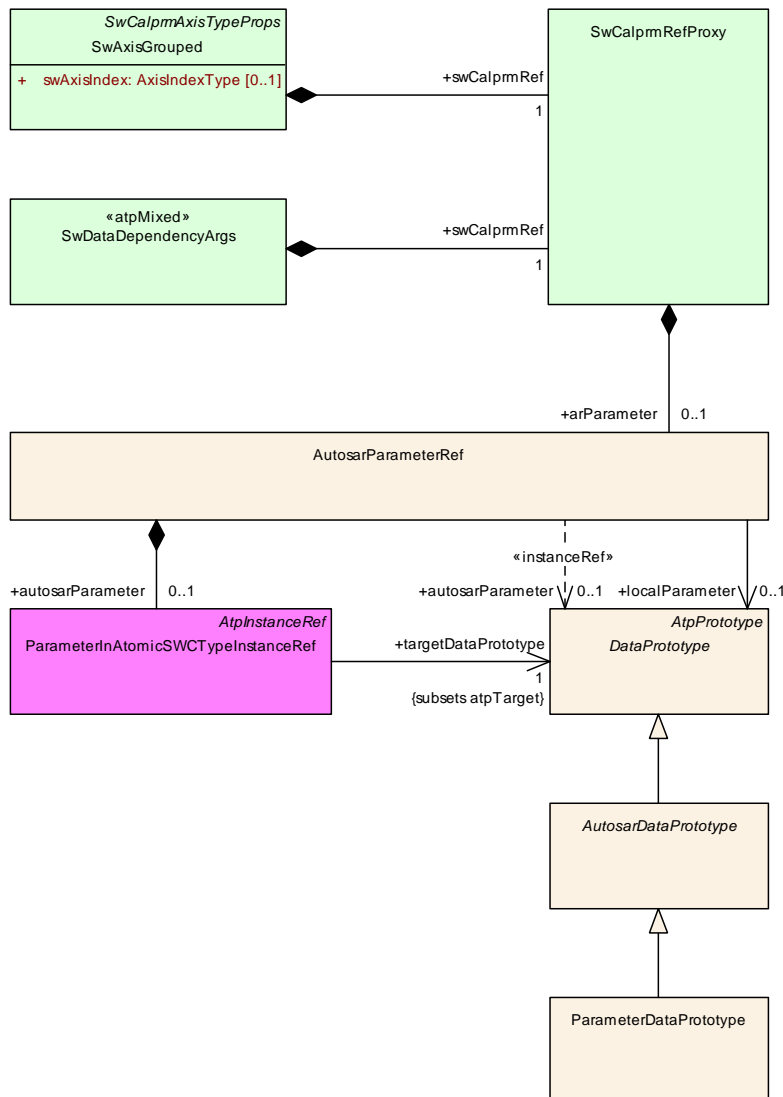 SwCalprmAxisTypeProps
SwAxisGrouped
+ swAxisIndex: AxisIndexType [0..1]
SwCalprmRefProxy
+swCalprmRef
1
«atpMixed»
SwDataDependencyArgs
+swCalprmRef
1
+arParameter 0..1
AutosarParameterRef
«instanceRef»
+autosarParameter 0..1
+autosarParameter 0..1
+localParameter 0..1
AtpInstanceRef
ParameterInAtomicSWCTypeInstanceRef
+targetDataPrototype
1
{subsets atpTarget}
AtpPrototype
DataPrototype
AutosarDataPrototype
ParameterDataPrototype